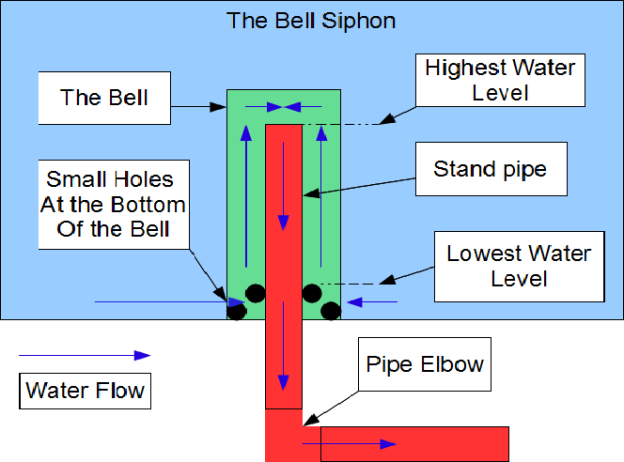 The Bell Siphon
Highest Water
Level
The Bell
Stand pipe
Small Holes
At the Bottom
Of the Bell
Lowest Water
Level
Pipe Elbow
Water Flow